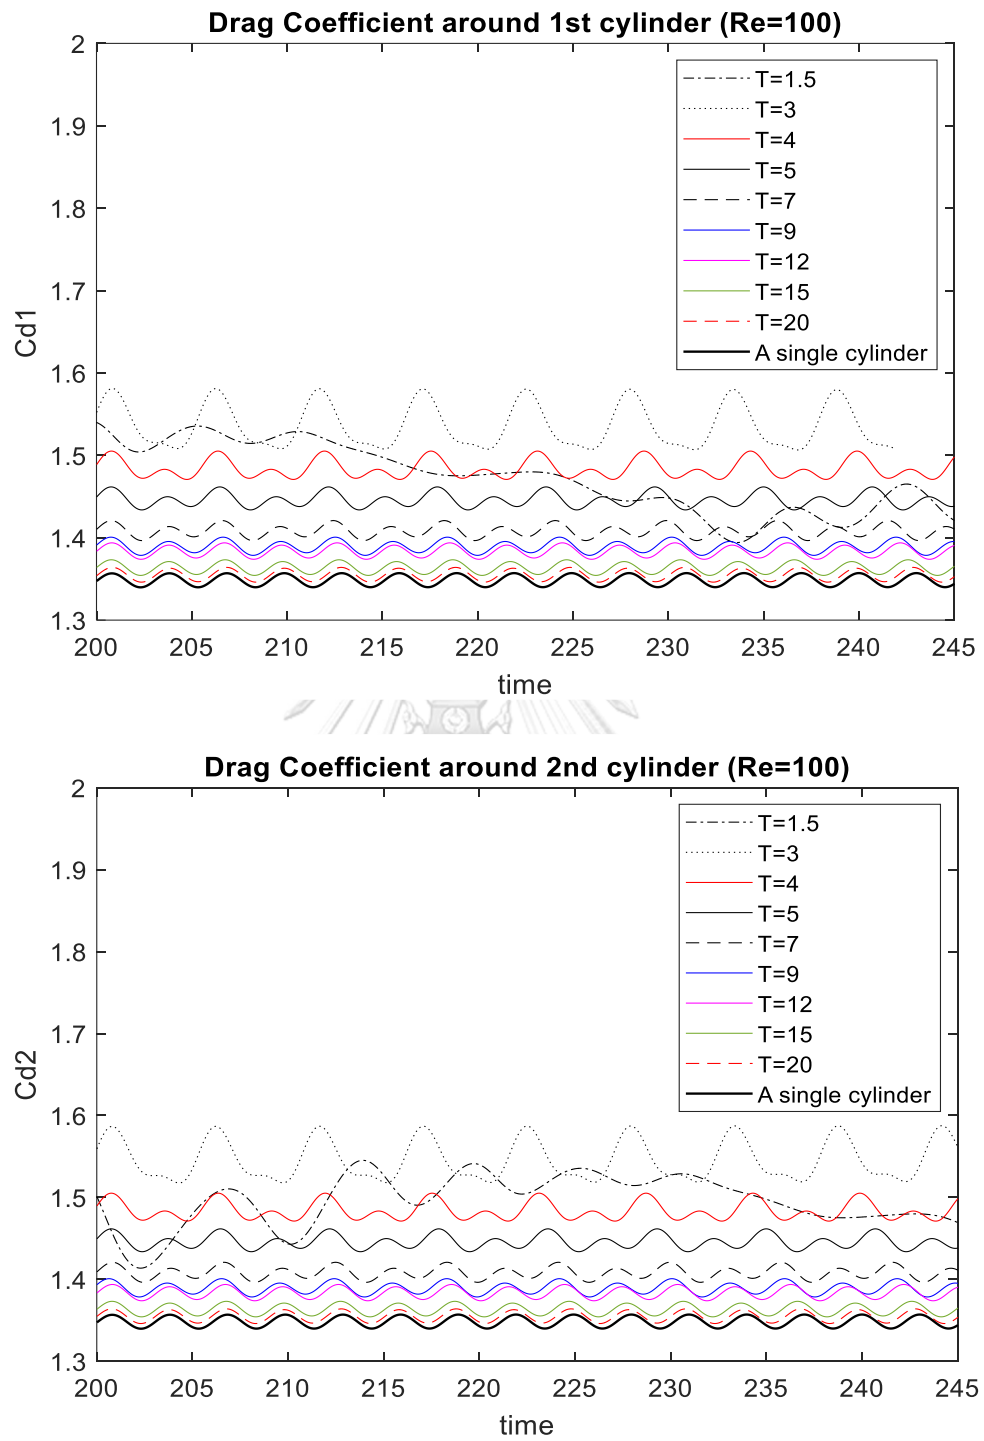 Drag Coefficient around 1st cylinder (Re=100)
2
1.9
1.8
1.7
1.6
1.5
1.4
1.3
Cd1
T=1.5
T=3
T=4
T=5
T=7
T=9
T=12
T=15
T=20
A single cylinder
200 205 210 215 220 225 230 235 240 245
time
Drag Coefficient around 2nd cylinder (Re=100)
2
1.9
1.8
1.7
1.6
1.5
1.4
1.3
Cd2
T=1.5
T=3
T=4
T=5
T=7
T=9
T=12
T=15
T=20
A single cylinder
200 205 210 215 220 225 230 235 240 245
time